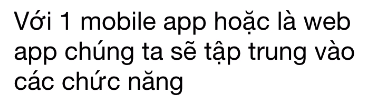 Với 1 mobile app hoặc là web
app chúng ta sẽ tập trung vào
các chức năng